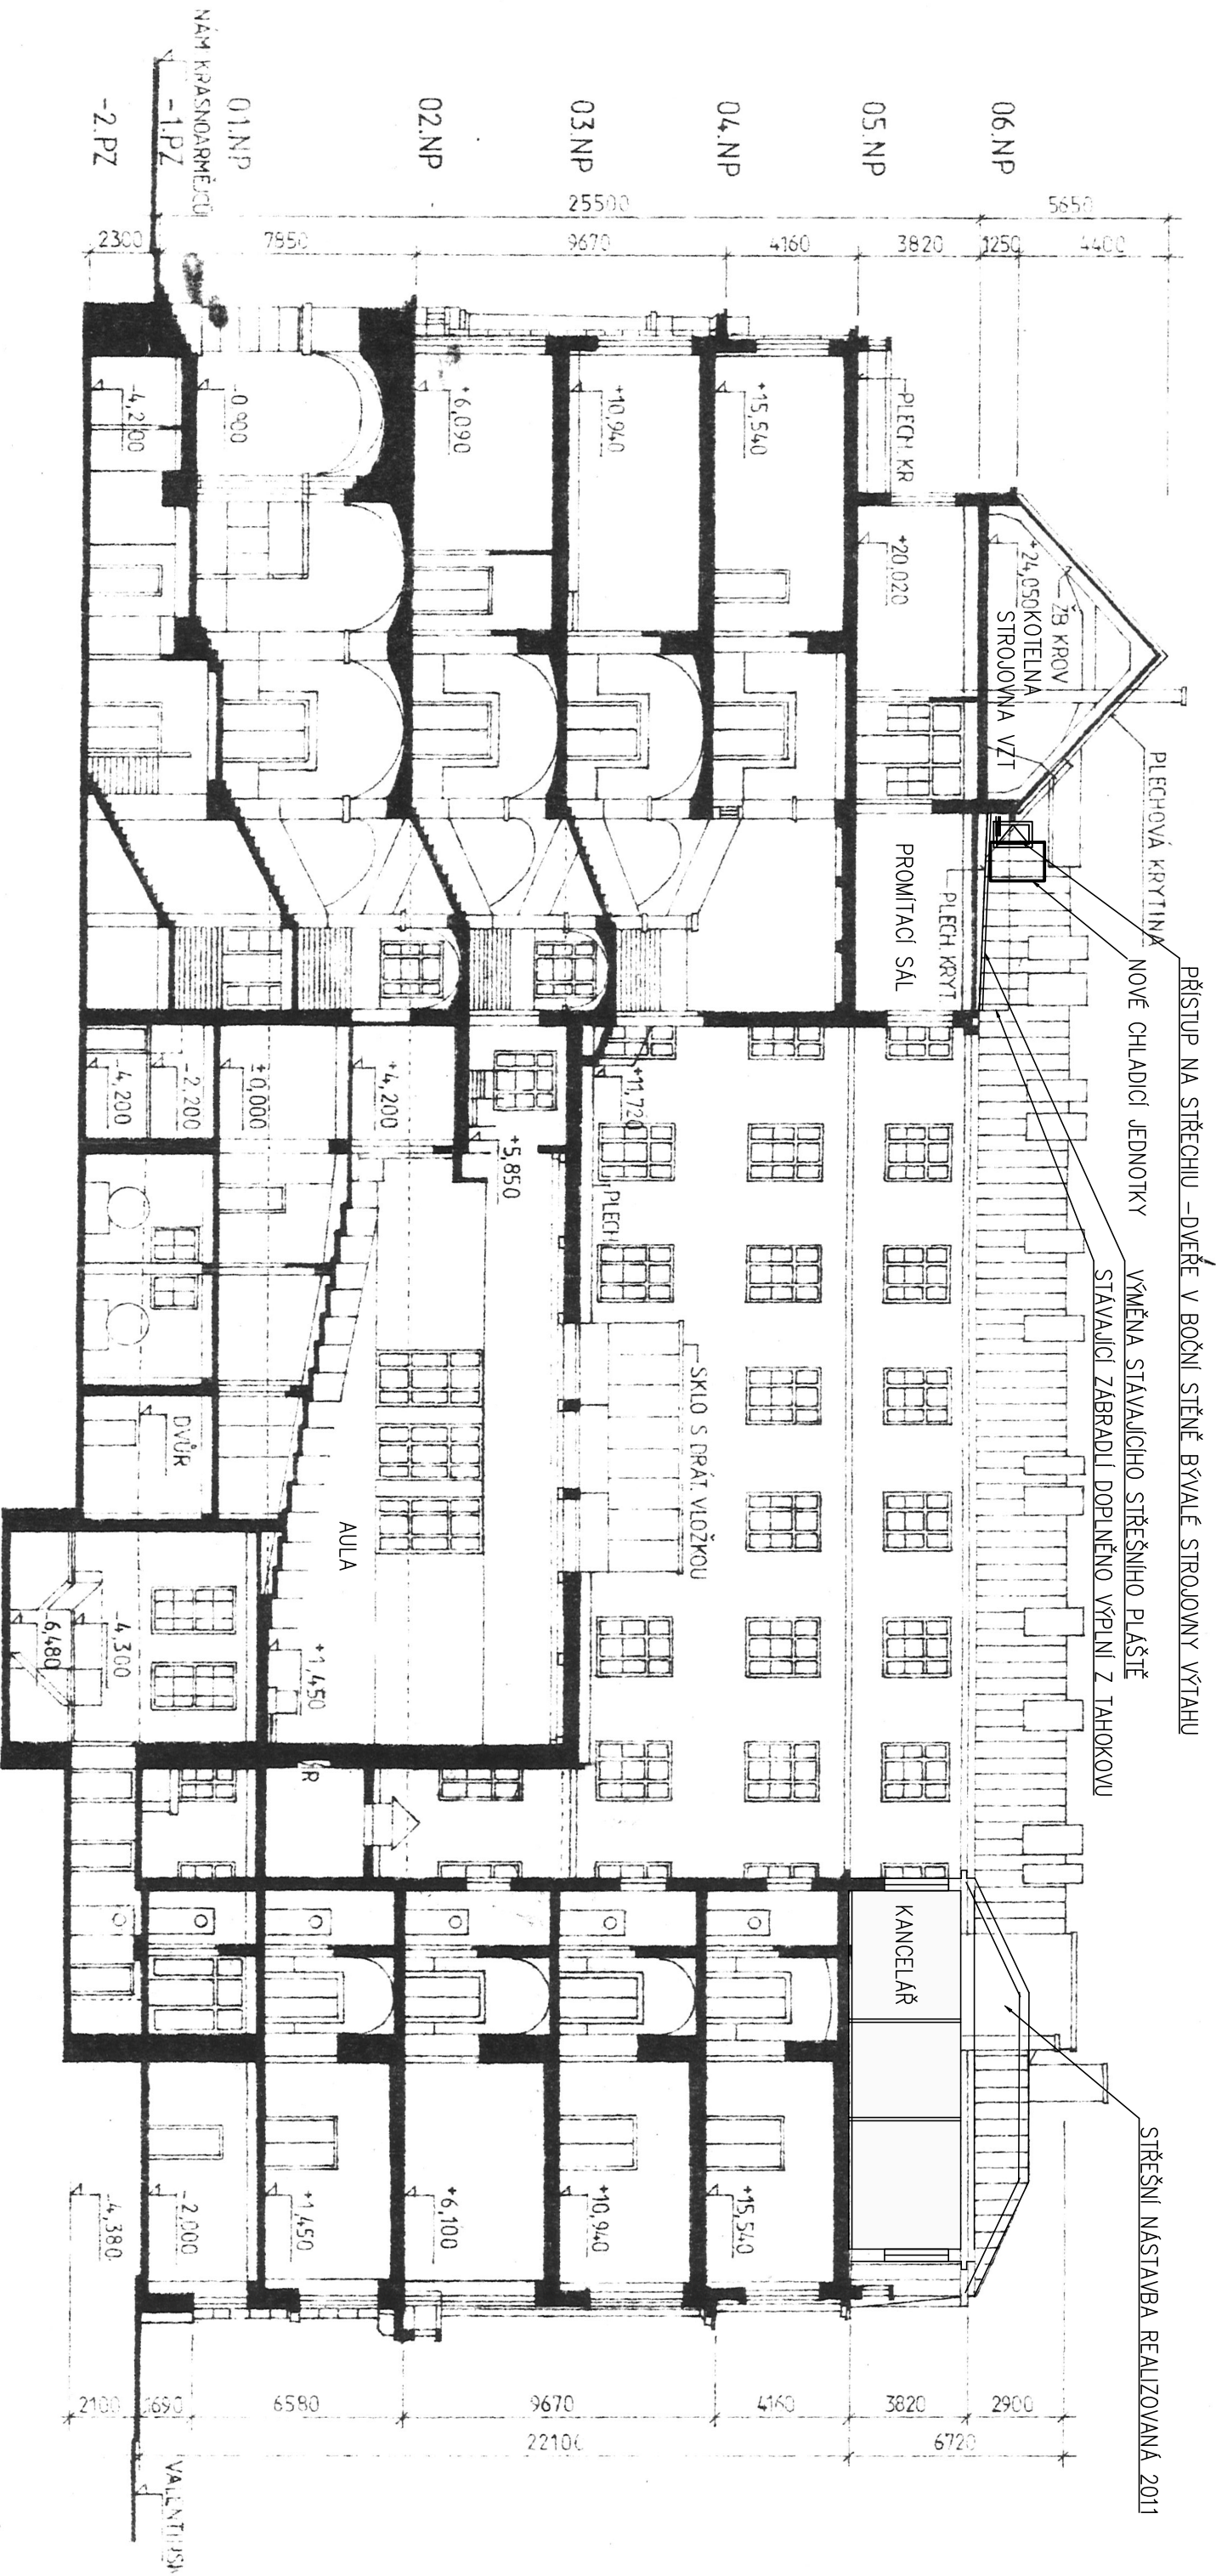 PŘÍSTUP NA STŘECHU -DVEŘE V BOČNÍ STĚNĚ BÝVALÉ STROJOVNY VÝTAHU
NOVÉ CHLADICÍ JEDNOTKY
VÝMĚNA STÁVAJÍCÍHO STŘEŠNÍHO PLÁŠTĚ
STÁVAJÍCÍ ZÁBRADLÍ DOPLNĚNO VÝPLNÍ Z TAHOKOVU
STŘEŠNÍ NÁSTAVBA REALIZOVANÁ 2011
PLECHOVÁ KRYTINA
06.NP
05.NP
04.NP
03.NP
02.NP
01.NP
-1.PZ
-2.PZ
NÁM KRASNOARMĚJCŮ
5650
25500
4400
1250
3820
4160
9670
7850
2300
ŽB KROV
+24,050
KOTELNA
STROJOVNA VZT
PLECH. KR
+20.020
PLECH. KRYT.
PROMÍTACÍ SÁL
+15,540
+10,940
+6,090
-0.900
-4,200
+11,720
PLECH
SKLO S DRÁT. VLOŽKOU
+5,850
+4,200
±0,000
-2.200
-4,200
AULA
DVŮR
+1,450
-4,300
-6,480
KANCELÁŘ
+15,540
+10,940
+6,100
+1,450
-2,000
-4,380
2900
3820
4160
9670
6580
2100
6720